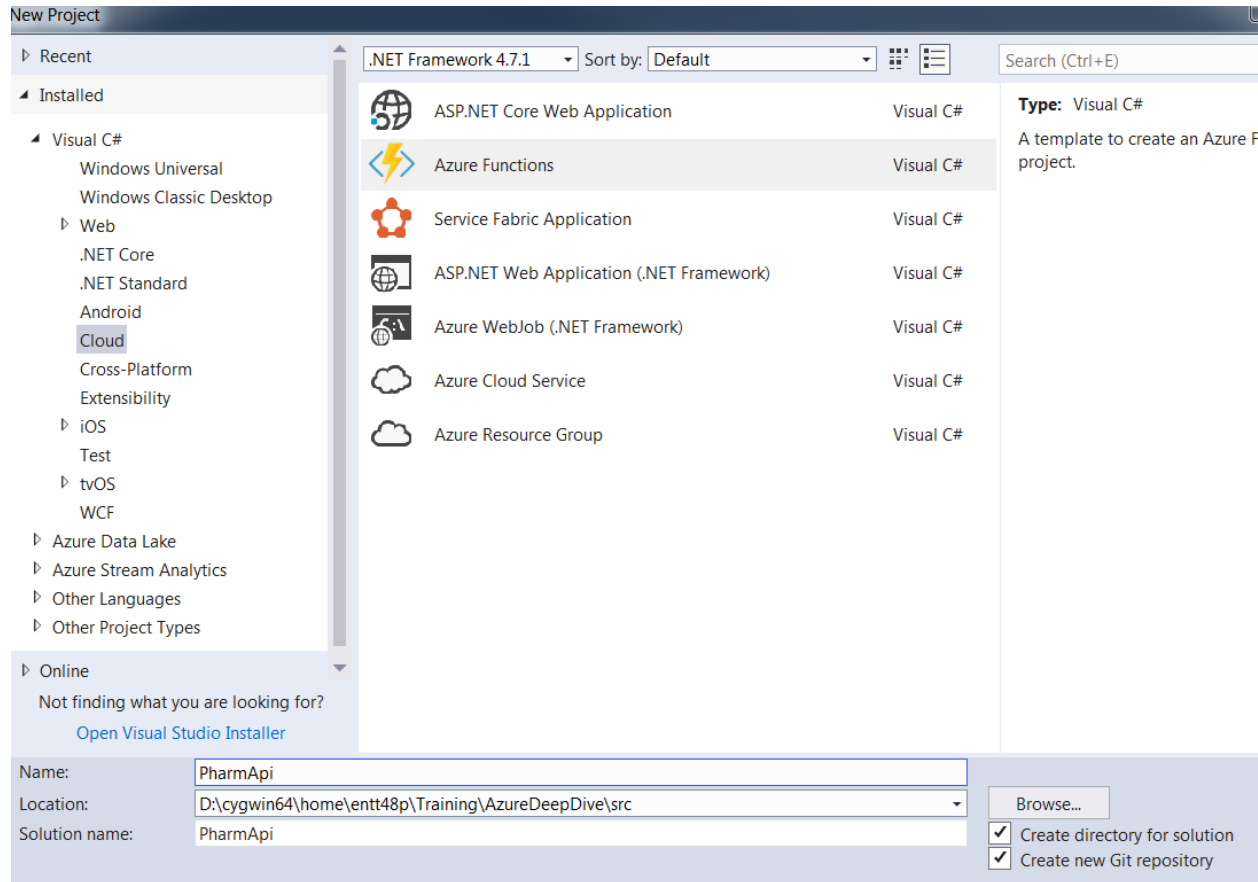 New Project
Recent
Installed
Visual C#
Windows Universal
Windows Classic Desktop
Web
.NET Core
.NET Standard
Android
Cloud
Cross-Platform
Extensibility
iOS
Test
tvOS
WCF
Azure Data Lake
Azure Stream Analytics
Other Languages
Other Project Types
Online
Not finding what you are looking for?
Open Visual Studio Installer
.NET Framework 4.7.1 Sort by: Default
ASP.NET Core Web Application Visual C#
Azure Functions Visual C#
Service Fabric Application Visual C#
ASP.NET Web Application (.NET Framework) Visual C#
Azure WebJob (.NET Framework) Visual C#
Azure Cloud Service Visual C#
Azure Resource Group Visual C#
Search (Ctrl+E)
Type: Visual C#
A template to create an Azure F
project.
Name: PharmApi
Location: D:\cygwin64\home\entt48p\Training\AzureDeepDive\src Browse...
Solution name: PharmApi
Create directory for solution
Create new Git repository